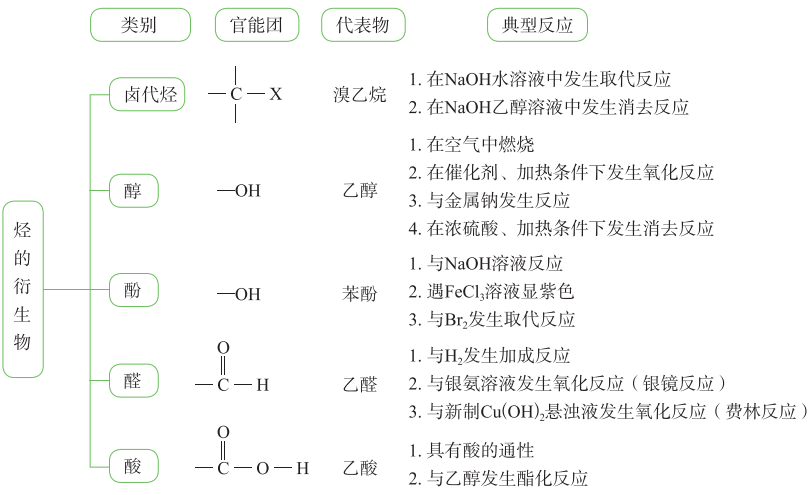 类别 官能团 代表物 典型反应
烃的衍生物
卤代烃 —C—X 溴乙烷
1. 在NaOH水溶液中发生取代反应
2. 在NaOH乙醇溶液中发生消去反应
醇 —OH 乙醇
1. 在空气中燃烧
2. 在催化剂、加热条件下发生氧化反应
3. 与金属钠发生反应
4. 在浓硫酸、加热条件下发生消去反应
酚 —OH 苯酚
1. 与NaOH溶液反应
2. 遇FeCl₃溶液显紫色
3. 与Br₂发生取代反应
醛
O
—C—H 乙醛
1. 与H₂发生加成反应
2. 与银氨溶液发生氧化反应（银镜反应）
3. 与新制Cu(OH)₂悬浊液发生氧化反应（费林反应）
酸
O
—C—O—H 乙酸
1. 具有酸的通性
2. 与乙醇发生酯化反应